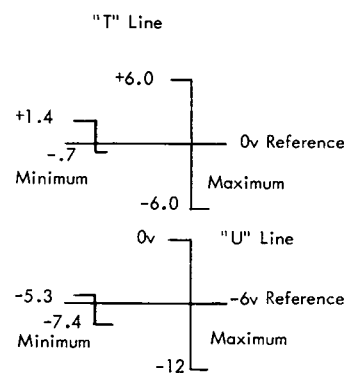 "T" Line
+6.0
+1.4
0v Reference
-.7
Minimum
Maximum
-6.0
0v
"U" Line
-5.3
-6v Reference
-7.4
Minimum
Maximum
-12